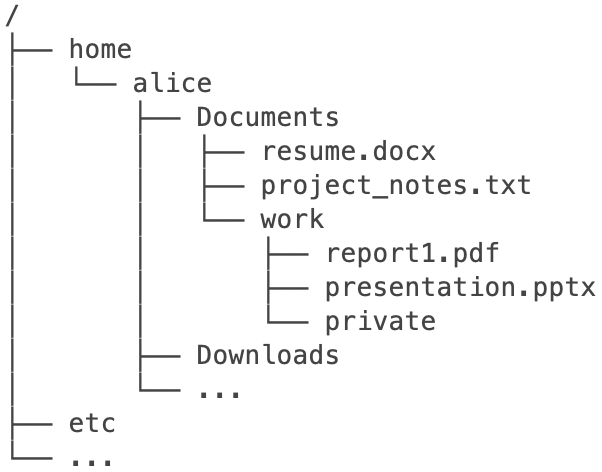 /
├── home
│   └── alice
│       ├── Documents
│       │   ├── resume.docx
│       │   ├── project_notes.txt
│       │   └── work
│       │       ├── report1.pdf
│       │       ├── presentation.pptx
│       │       └── private
│       ├── Downloads
│       └── ...
├── etc
└── ...